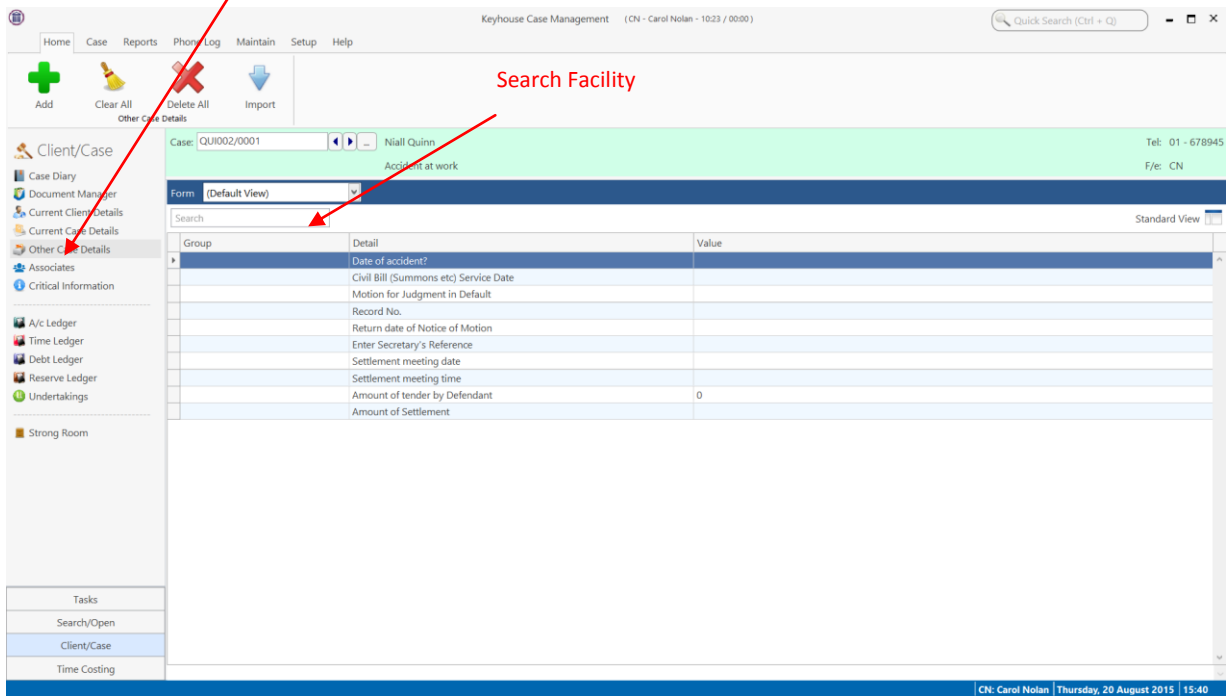 Keyhouse Case Management (CN - Carol Nolan - 10:23 / 00:00)
Quick Search (Ctrl + Q)
Home Case Reports Phone Log Maintain Setup Help
Add Clear All Delete All Import
Other Case Details
Search Facility
Client/Case
Case Diary
Document Manager
Current Client Details
Current Case Details
Other Case Details
Associates
Critical Information
A/c Ledger
Time Ledger
Debt Ledger
Reserve Ledger
Undertakings
Strong Room
Tasks
Search/Open
Client/Case
Time Costing
Case: QUI002/0001 ... Niall Quinn Tel: 01 - 678945
Accident at work F/e: CN
Form (Default View)
Search Standard View
Group Detail Value
Date of accident?
Civil Bill (Summons etc) Service Date
Motion for Judgment in Default
Record No.
Return date of Notice of Motion
Enter Secretary's Reference
Settlement meeting date
Settlement meeting time
Amount of tender by Defendant 0
Amount of Settlement
CN: Carol Nolan Thursday, 20 August 2015 15:40